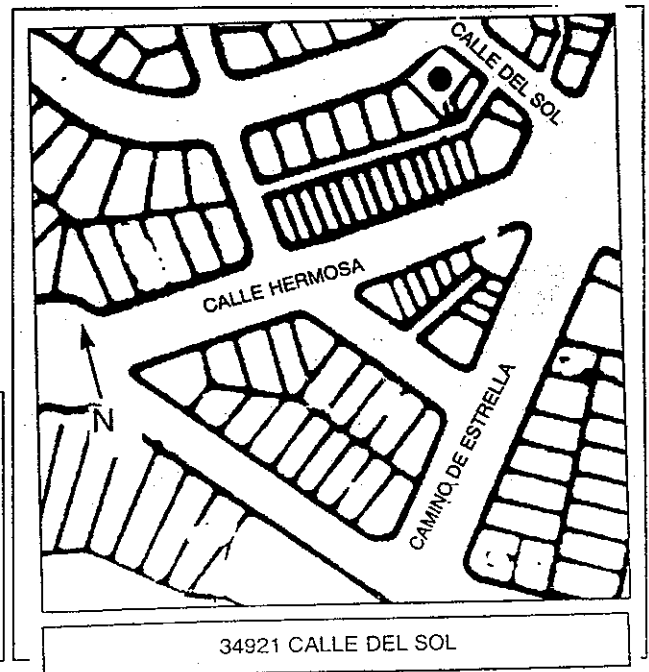 CALLE DEL SOL
CALLE HERMOSA
N
CAMINO DE ESTRELLA
34921 CALLE DEL SOL